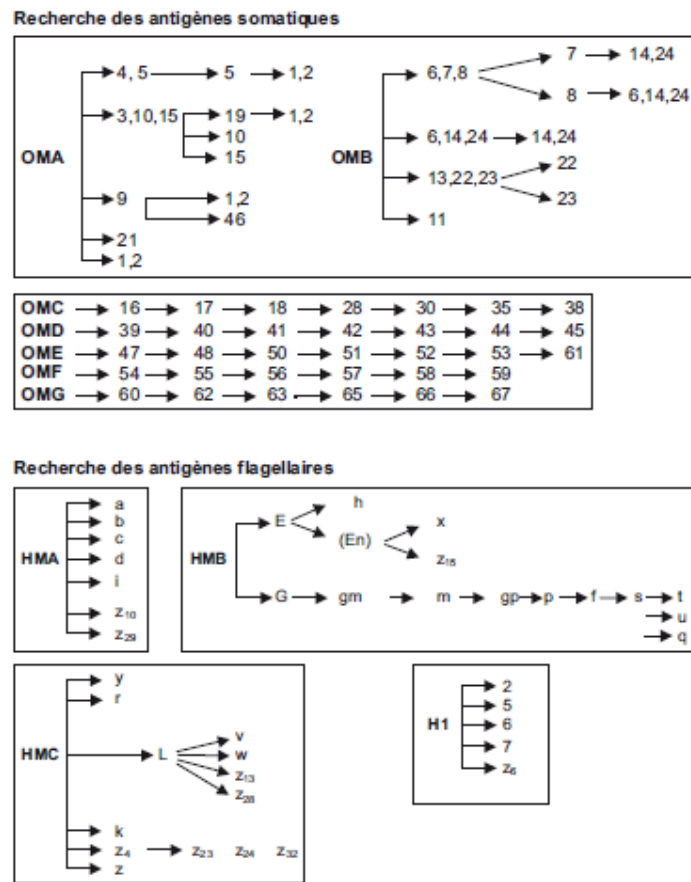 Recherche des antigènes somatiques
OMA
4, 5 5 1,2
3,10,15 19 1,2
10
15
9 1,2
46
21
1,2
OMB
6,7,8 7 14,24
8 6,14,24
6,14,24 14,24
13,22,23 22
23
11
OMC 16 17 18 28 30 35 38
OMD 39 40 41 42 43 44 45
OME 47 48 50 51 52 53 61
OMF 54 55 56 57 58 59
OMG 60 62 63 65 66 67
Recherche des antigènes flagellaires
HMA
a
b
c
d
i
z10
z29
HMB
E h
(En) x
z15
G gm m gp p f s t
u
q
HMC
y
r
L v
w
z13
z28
k
z4 z23 z24 z32
z
H1
2
5
6
7
z6